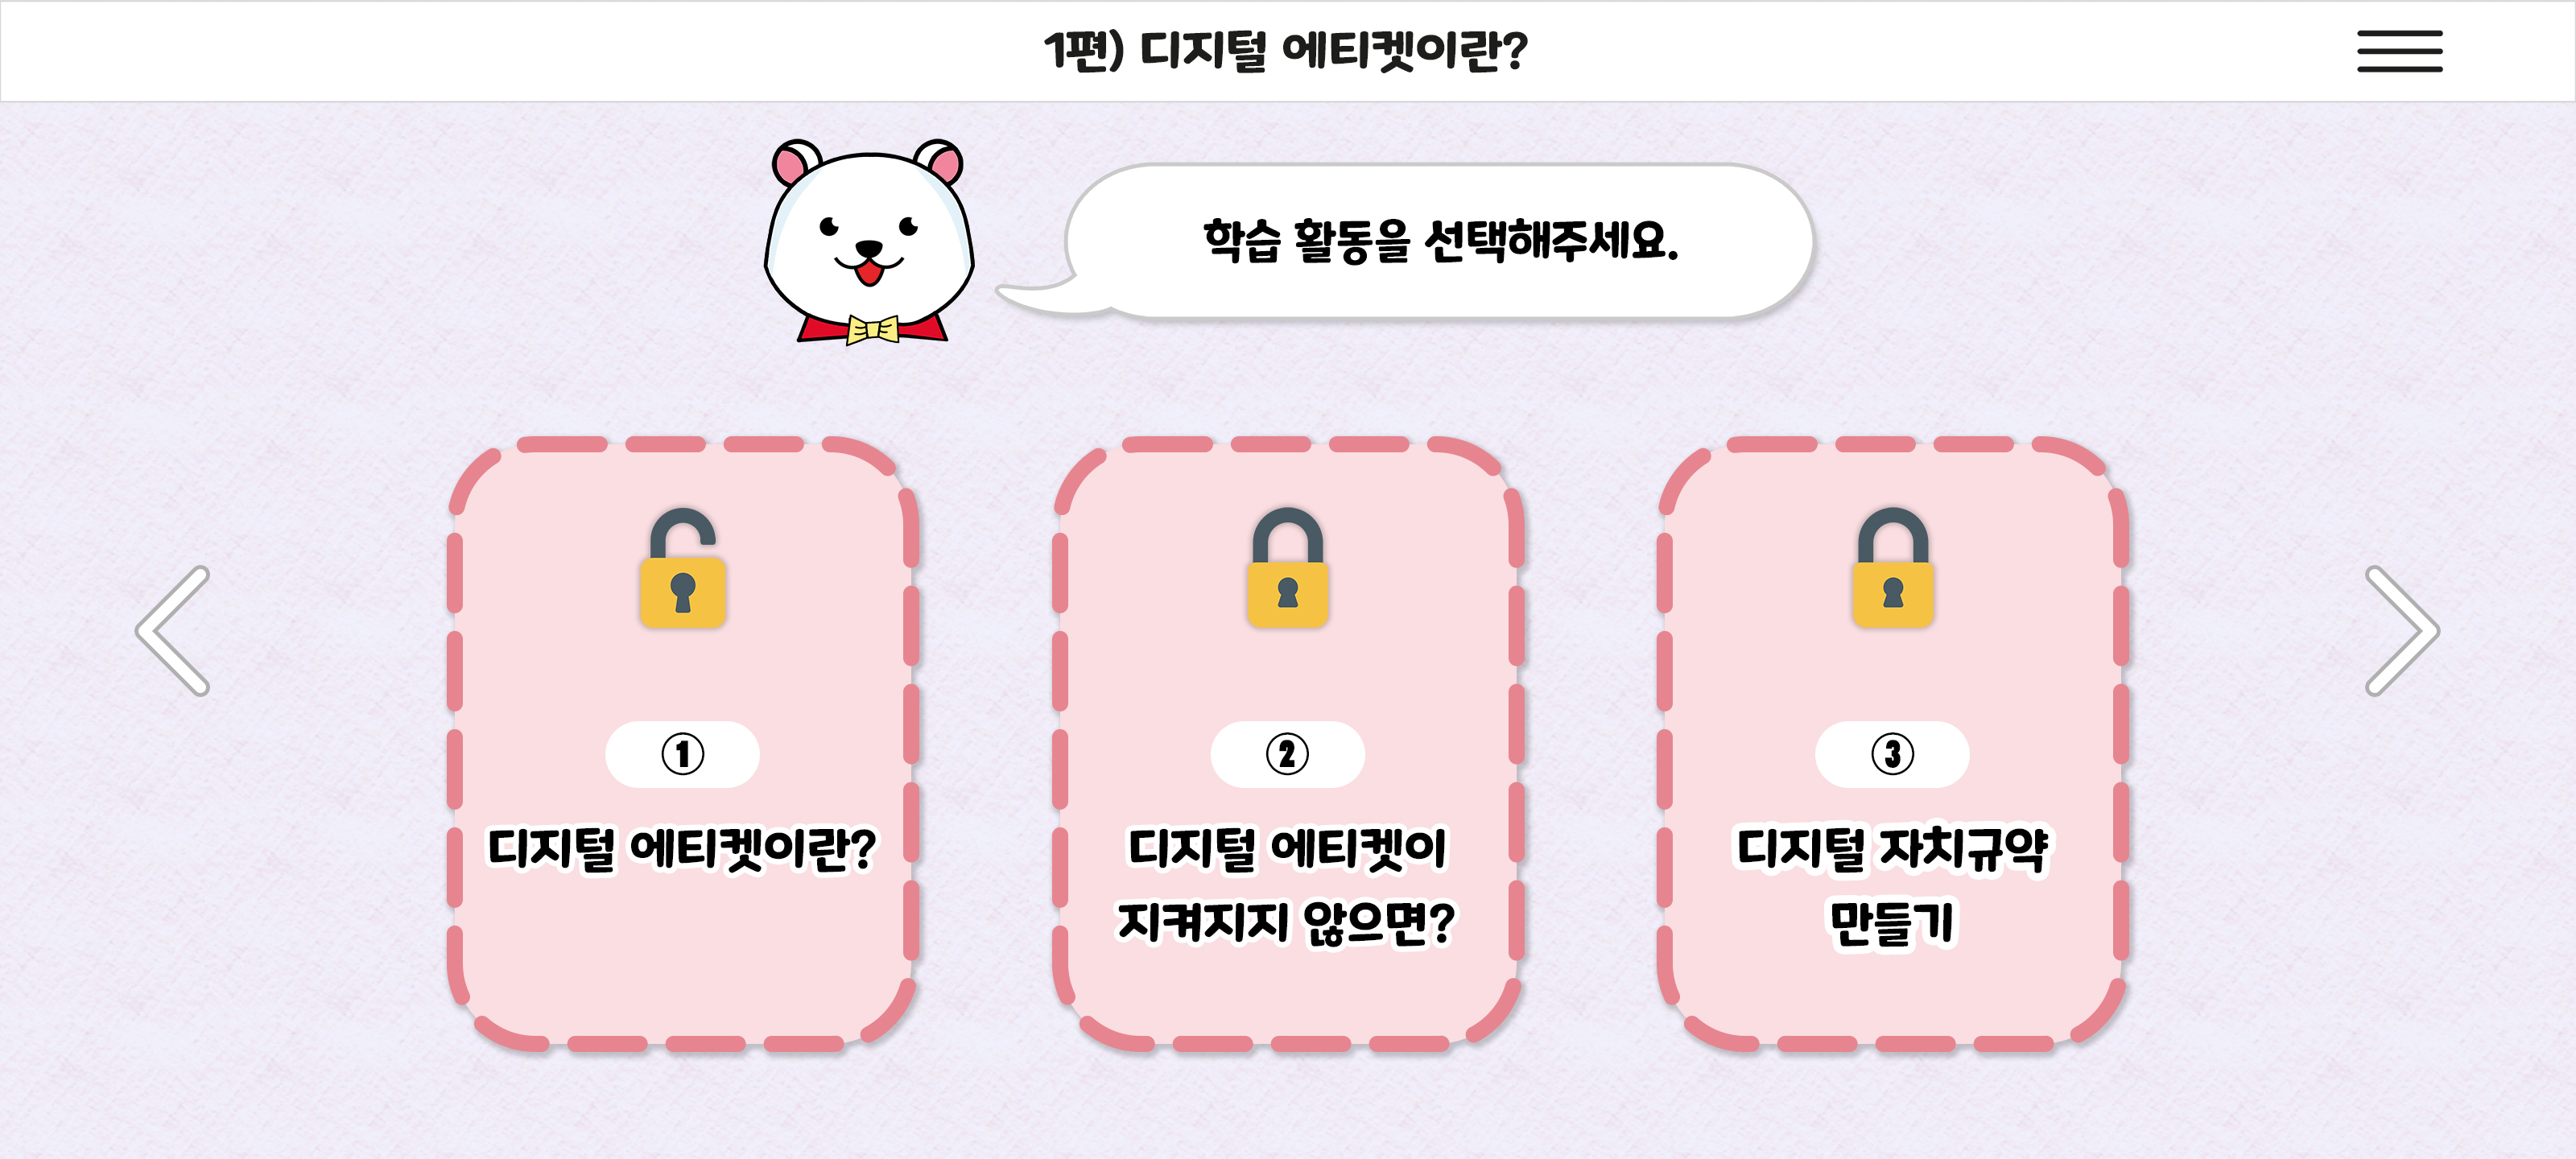 1편) 디지털 에티켓이란?
학습 활동을 선택해주세요.
①
디지털 에티켓이란?
②
디지털 에티켓이
지켜지지 않으면?
③
디지털 자치규약
만들기